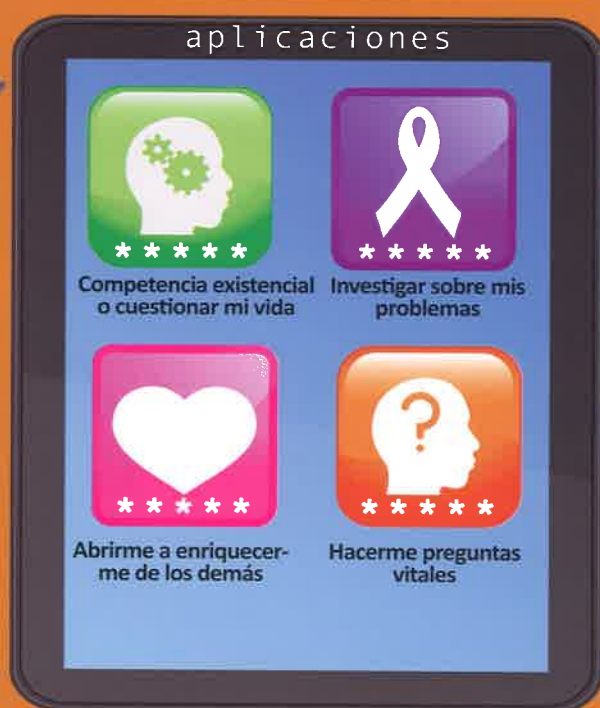 aplicaciones
* * * * *
* * * * *
Competencia existencial
o cuestionar mi vida
Investigar sobre mis
problemas
* * * * *
* * * * *
Abrirme a enriquecer-
me de los demás
Hacerme preguntas
vitales